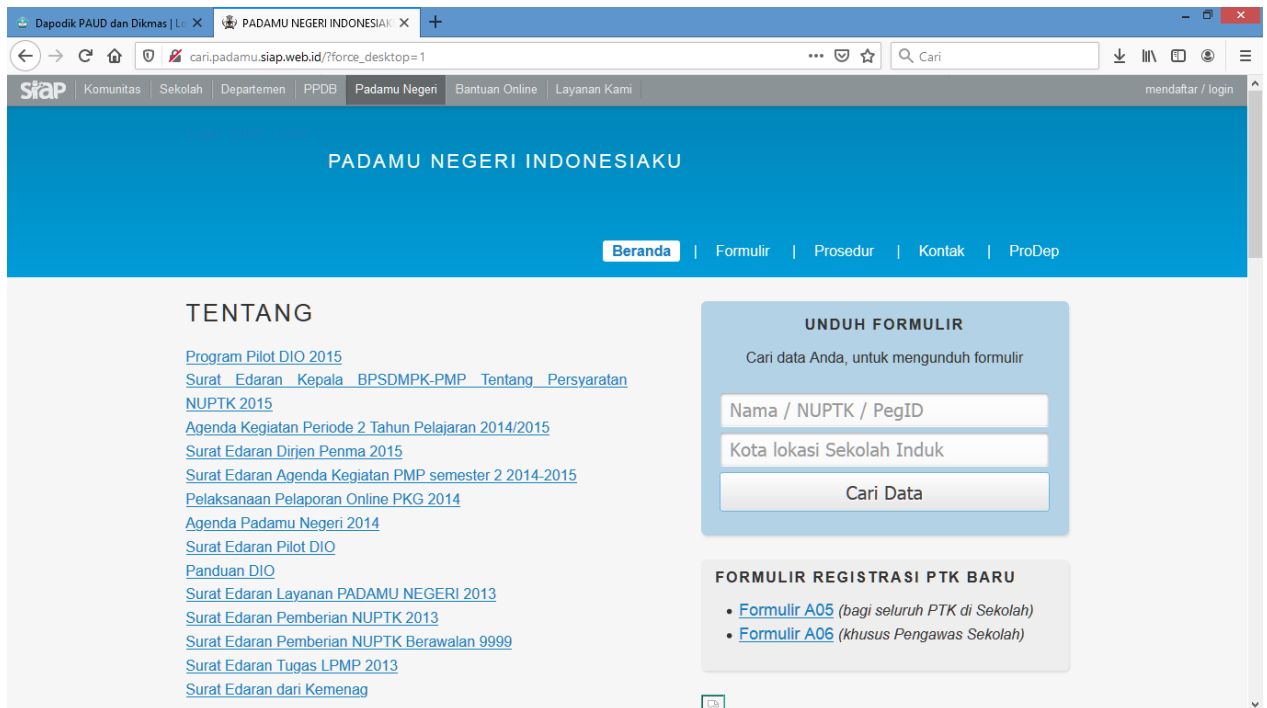 Dapodik PAUD dan Dikmas | Lo
PADAMU NEGERI INDONESIAK
cari.padamu.siap.web.id/?force_desktop=1
Cari
siap
Komunitas
Sekolah
Departemen
PPDB
Padamu Negeri
Bantuan Online
Layanan Kami
mendaftar / login
PADAMU NEGERI INDONESIAKU
Beranda | Formulir | Prosedur | Kontak | ProDep
TENTANG
Program Pilot DIO 2015
Surat Edaran Kepala BPSDMPK-PMP Tentang Persyaratan
NUPTK 2015
Agenda Kegiatan Periode 2 Tahun Pelajaran 2014/2015
Surat Edaran Dirjen Penma 2015
Surat Edaran Agenda Kegiatan PMP semester 2 2014-2015
Pelaksanaan Pelaporan Online PKG 2014
Agenda Padamu Negeri 2014
Surat Edaran Pilot DIO
Panduan DIO
Surat Edaran Layanan PADAMU NEGERI 2013
Surat Edaran Pemberian NUPTK 2013
Surat Edaran Pemberian NUPTK Berawalan 9999
Surat Edaran Tugas LPMP 2013
Surat Edaran dari Kemenag
UNDUH FORMULIR
Cari data Anda, untuk mengunduh formulir
Nama / NUPTK / PegID
Kota lokasi Sekolah Induk
Cari Data
FORMULIR REGISTRASI PTK BARU
• Formulir A05 (bagi seluruh PTK di Sekolah)
• Formulir A06 (khusus Pengawas Sekolah)